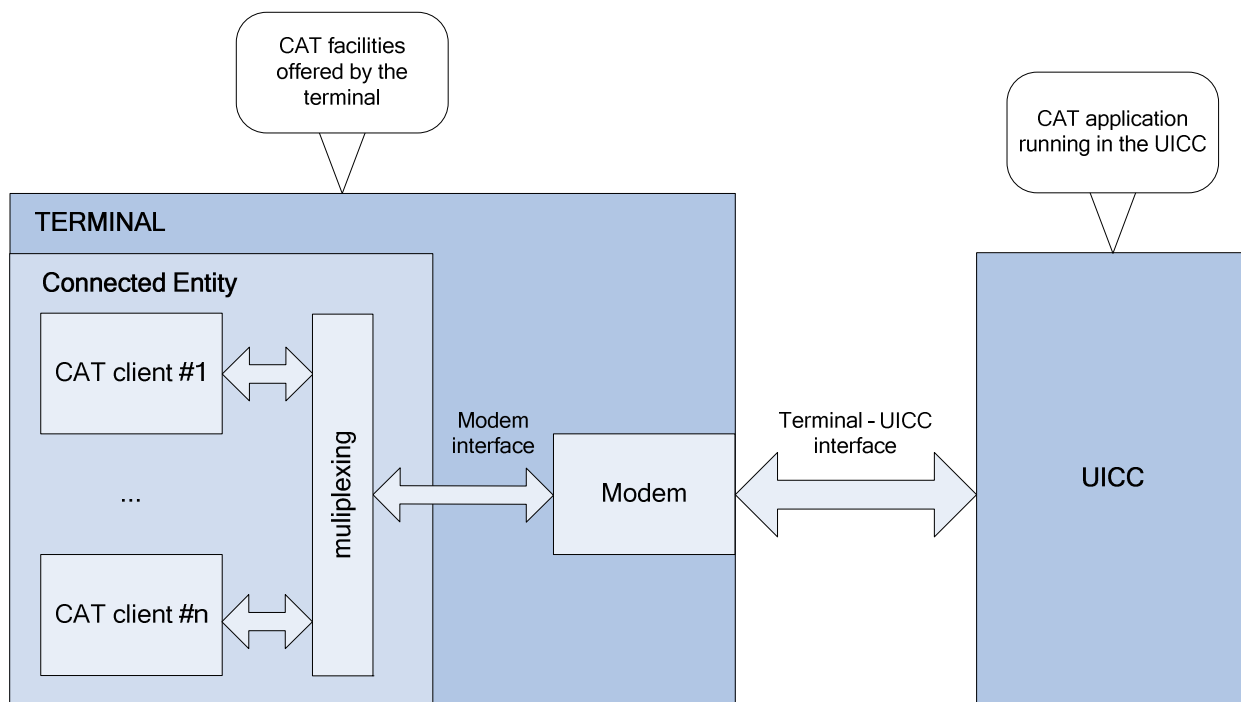 CAT facilities
offered by the
terminal
CAT application
running in the UICC
TERMINAL
Connected Entity
CAT client #1
...
CAT client #n
muliplexing
Modem
interface
Modem
Terminal - UICC
interface
UICC